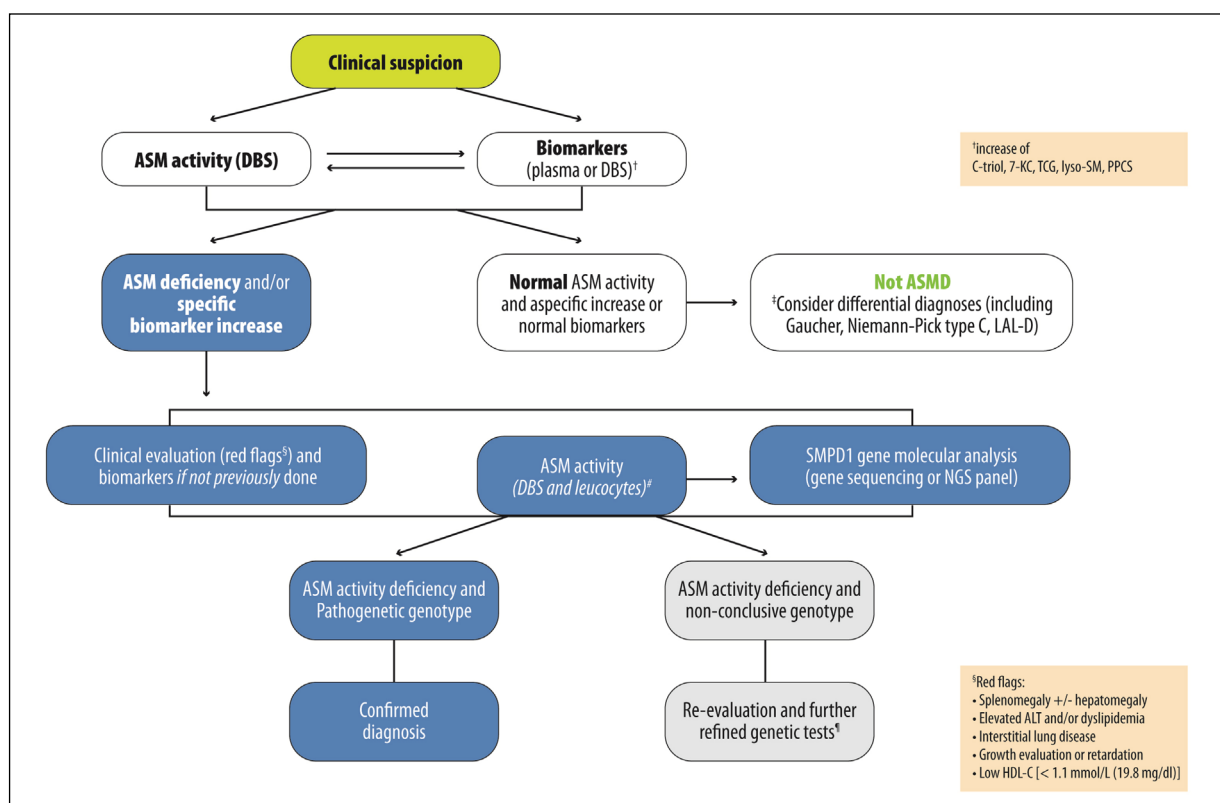 Clinical suspicion
ASM activity (DBS)
Biomarkers
(plasma or DBS)†
†increase of
C-triol, 7-KC, TCG, lyso-SM, PPCS
ASM deficiency and/or
specific
biomarker increase
Normal ASM activity
and aspecific increase or
normal biomarkers
Not ASMD
‡Consider differential diagnoses (including
Gaucher, Niemann-Pick type C, LAL-D)
Clinical evaluation (red flags§) and
biomarkers if not previously done
ASM activity
(DBS and leucocytes)#
SMPD1 gene molecular analysis
(gene sequencing or NGS panel)
ASM activity deficiency and
Pathogenetic genotype
ASM activity deficiency and
non-conclusive genotype
Confirmed
diagnosis
Re-evaluation and further
refined genetic tests¶
§Red flags:
• Splenomegaly +/- hepatomegaly
• Elevated ALT and/or dyslipidemia
• Interstitial lung disease
• Growth evaluation or retardation
• Low HDL-C [< 1.1 mmol/L (19.8 mg/dl)]